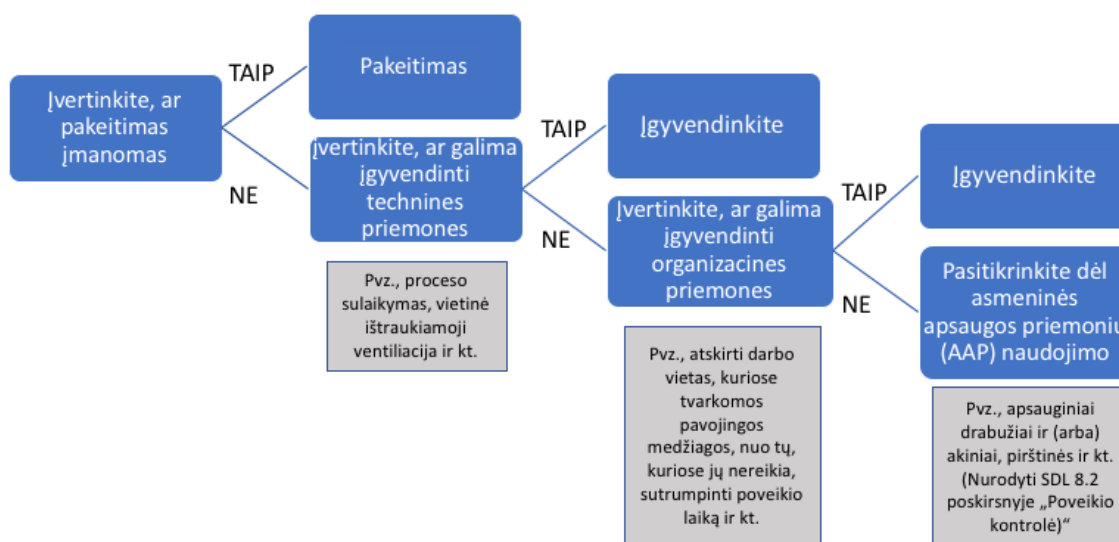 Įvertinkite, ar
pakeitimas
įmanomas
TAIP
NE
Pakeitimas
Įvertinkite, ar galima
įgyvendinti
technines
priemones
Pvz., proceso
sulaikymas, vietinė
ištraukiamoji
ventiliacija ir kt.
TAIP
NE
Įgyvendinkite
Įvertinkite, ar galima
įgyvendinti
organizacines
priemones
Pvz., atskirti darbo
vietas, kuriose
tvarkomos
pavojingos
medžiagos, nuo tų,
kuriose jų nereikia,
sutrumpinti poveikio
laiką ir kt.
TAIP
NE
Įgyvendinkite
Pasitikrinkite dėl
asmeninės
apsaugos priemonių
(AAP) naudojimo
Pvz., apsauginiai
drabužiai ir (arba)
akiniai, pirštinės ir kt.
(Nurodyti SDL 8.2
poskirsnyje „Poveikio
kontrolė)“